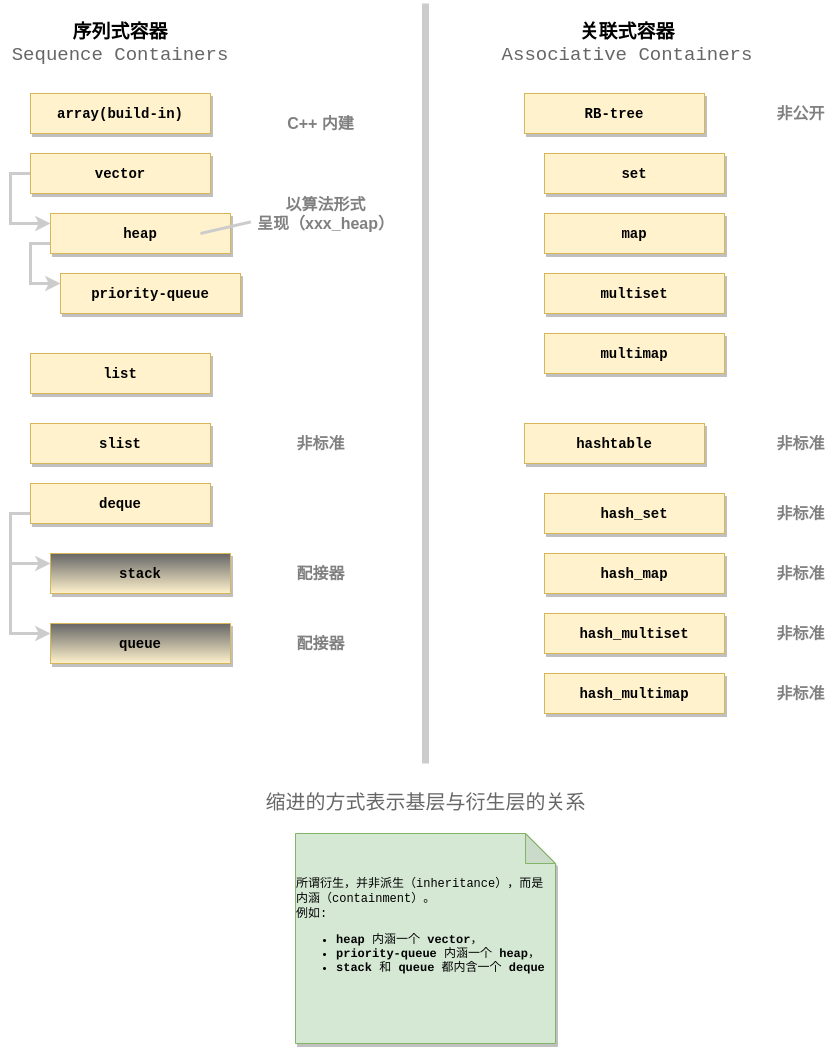 序列式容器
Sequence Containers
array(build-in)
C++ 内建
vector
以算法形式
呈现（xxx_heap）
heap
priority-queue
list
slist
非标准
deque
stack
配接器
queue
配接器
关联式容器
Associative Containers
RB-tree
非公开
set
map
multiset
multimap
hashtable
非标准
hash_set
非标准
hash_map
非标准
hash_multiset
非标准
hash_multimap
非标准
缩进的方式表示基层与衍生层的关系
所谓衍生，并非派生（inheritance），而是
内涵（containment）。
例如:
• heap 内涵一个 vector，
• priority-queue 内涵一个 heap，
• stack 和 queue 都内含一个 deque